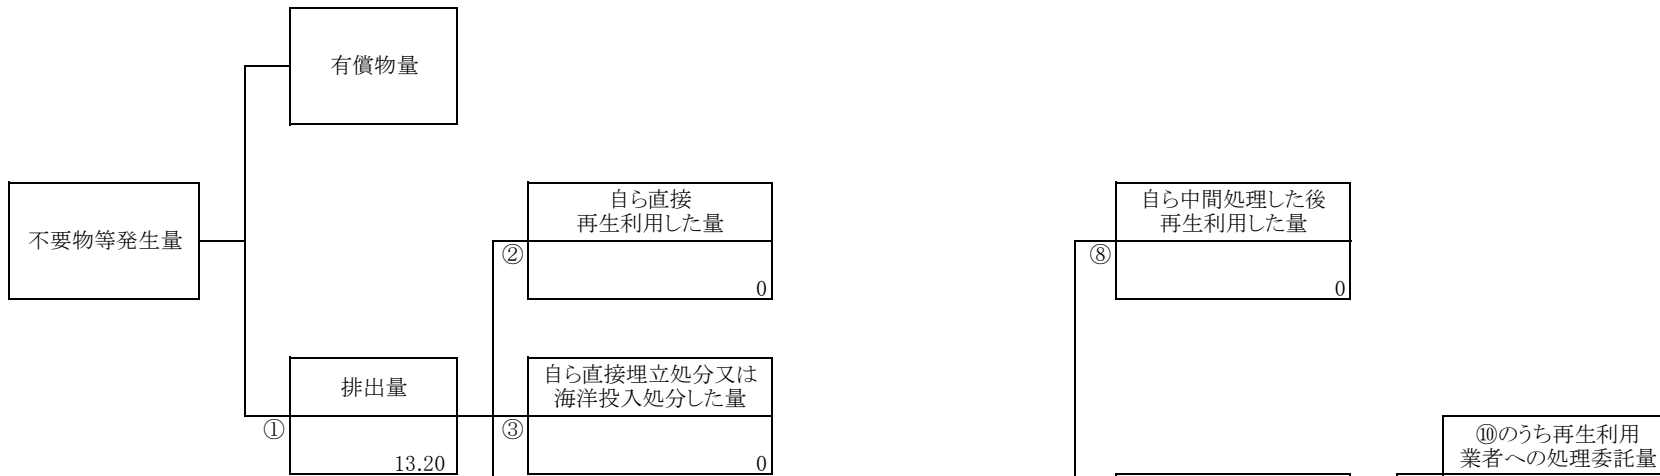 有償物量
不要物等発生量
自ら直接
再生利用した量
②
0
自ら中間処理した後
再生利用した量
⑧
0
排出量
①
13.20
自ら直接埋立処分又は
海洋投入処分した量
③
0
⑩のうち再生利用
業者への処理委託量